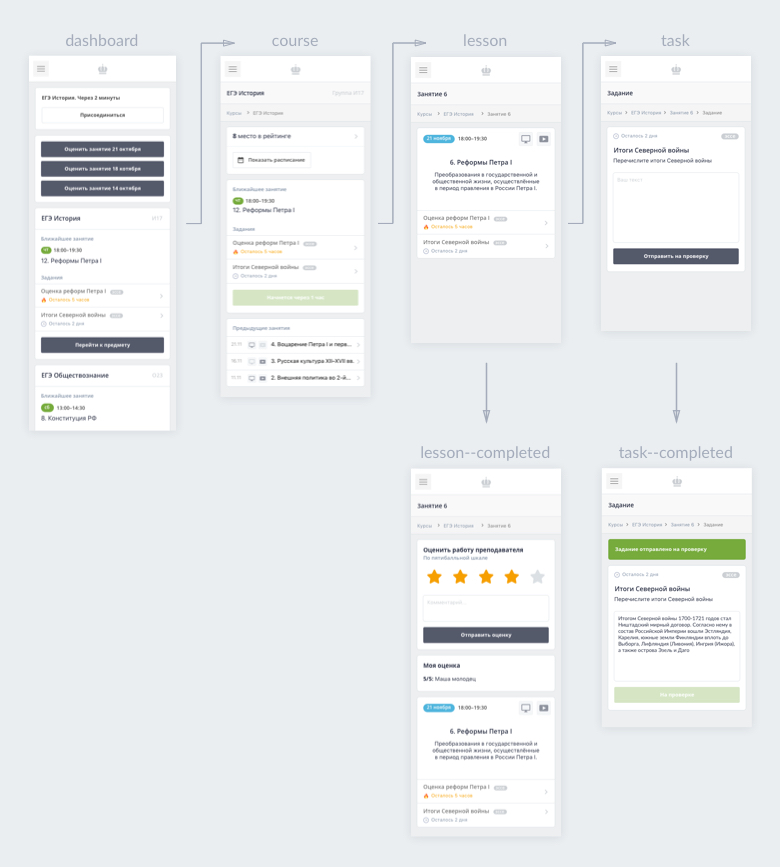 dashboard
ЕГЭ История. Через 2 минуты
Присоединиться
Оценить занятие 21 октября
Оценить занятие 18 октября
Оценить занятие 14 октября
ЕГЭ История
Ближайшее занятие
18:00–19:30
12. Реформы Петра I
Задания
Оценка реформ Петра I
Осталось 5 часов
Итоги Северной войны
Осталось 2 дня
Перейти к предмету
ЕГЭ Обществознание
Ближайшее занятие
13:00–14:30
8. Конституция РФ
course
ЕГЭ История
Курсы > ЕГЭ История
8 место в рейтинге
Показать расписание
Ближайшее занятие
18:00–19:30
12. Реформы Петра I
Задания
Оценка реформ Петра I
Осталось 5 часов
Итоги Северной войны
Осталось 2 дня
Предыдущие занятия
4. Воцарение Петра I и перв...
3. Русская культура XII–XVII вв.
2. Внешняя политика во 2-й...
lesson
Занятие 6
Курсы > ЕГЭ История > Занятие 6
21 ноября 18:00–19:30
6. Реформы Петра I
Преобразования в государственной и
общественной жизни, осуществлённые
в период правления в России Петра I.
Оценка реформ Петра I
Осталось 5 часов
Итоги Северной войны
Осталось 2 дня
task
Задание
Курсы > ЕГЭ История > Занятие 6 > Задание
Осталось 2 дня
Итоги Северной войны
Перечислите итоги Северной войны
Ваш текст
Отправить на проверку
lesson--completed
Занятие 6
Курсы > ЕГЭ История > Занятие 6
Оценить работу преподавателя
По пятибалльной шкале
Комментарий...
Отправить оценку
Моя оценка
5/5: Маша молодец
21 ноября 18:00–19:30
6. Реформы Петра I
Преобразования в государственной и
общественной жизни, осуществлённые
в период правления в России Петра I.
Оценка реформ Петра I
Осталось 5 часов
Итоги Северной войны
Осталось 2 дня
task--completed
Задание
Курсы > ЕГЭ История > Занятие 6 > Задание
Задание отправлено на проверку
Осталось 2 дня
Итоги Северной войны
Перечислите итоги Северной войны
Итогом Северной войны 1700-1721 годов стал
Ништадский мирный договор. Согласно нему в
состав Российской Империи вошли Эстляндия,
Карелия, южные земли Финляндии вплоть до
Выборга, Лифляндия (Ливония), Ингрия (Ижора),
а также острова Эзель и Даго
На проверке